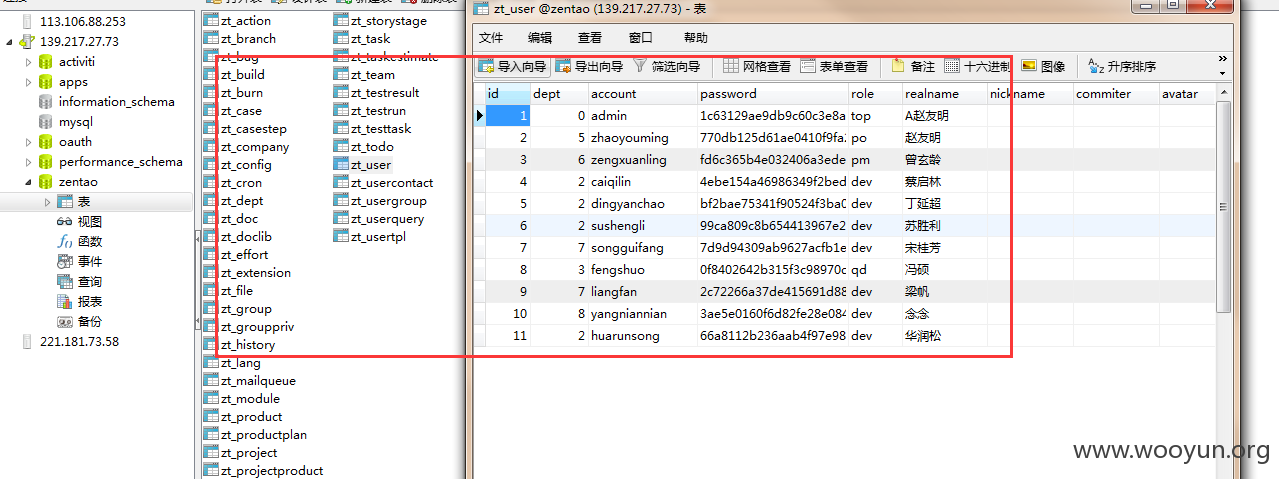 113.106.88.253
139.217.27.73
activiti
apps
information_schema
mysql
oauth
performance_schema
zentao
表
视图
函数
事件
查询
报表
备份
221.181.73.58
zt_action
zt_branch
zt_bug
zt_build
zt_burn
zt_case
zt_casestep
zt_company
zt_config
zt_cron
zt_dept
zt_doc
zt_doclib
zt_effort
zt_extension
zt_file
zt_group
zt_grouppriv
zt_history
zt_lang
zt_mailqueue
zt_module
zt_product
zt_productplan
zt_project
zt_projectproduct
zt_storystage
zt_task
zt_taskestimate
zt_team
zt_testresult
zt_testrun
zt_testtask
zt_todo
zt_user
zt_usercontact
zt_usergroup
zt_userquery
zt_usertpl
zt_user @zentao (139.217.27.73) - 表
文件 编辑 查看 窗口 帮助
导入向导 导出向导 筛选向导 网格查看 表单查看 备注 十六进制 图像 升序排序
id dept account password role realname nickname commiter avatar
1 0 admin 1c63129ae9db9c60c3e8a top A赵友明
2 5 zhaoyouming 770db125d61ae0410f9fa po 赵友明
3 6 zengxuanling fd6c365b4e032406a3ede pm 曾玄龄
4 2 caiqilin 4ebe154a46986349f2bed dev 蔡启林
5 2 dingyanchao bf2bae75341f90524f3ba0 dev 丁延超
6 2 sushengli 99ca809c8b654413967e2 dev 苏胜利
7 7 songguifang 7d9d94309ab9627acfb1e dev 宋桂芳
8 3 fengshuo 0f8402642b315f3c98970c qd 冯硕
9 7 liangfan 2c72266a37de415691d88 dev 梁帆
10 8 yangniannian 3ae5e0160f6d82fe28e084 dev 念念
11 2 huarunsong 66a8112b236aab4f97e98 dev 华润松
www.wooyun.org